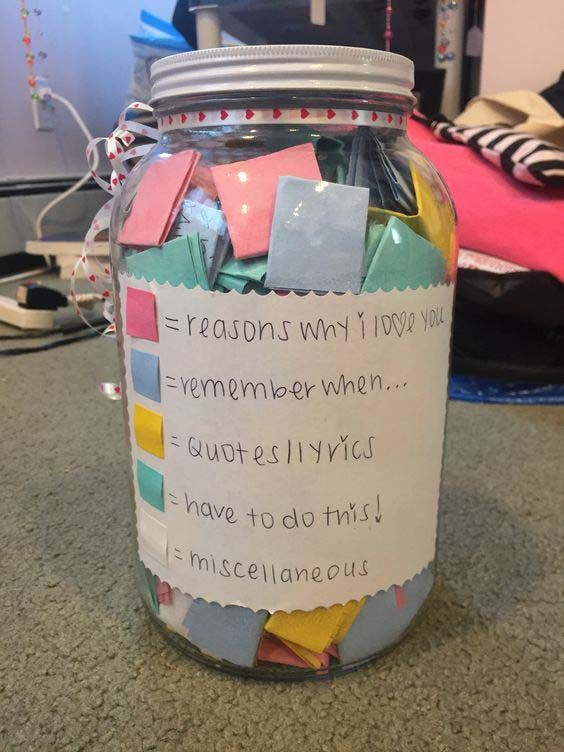 = reasons why i love you
= remember when...
= quotes/lyrics
= have to do this!
= miscellaneous